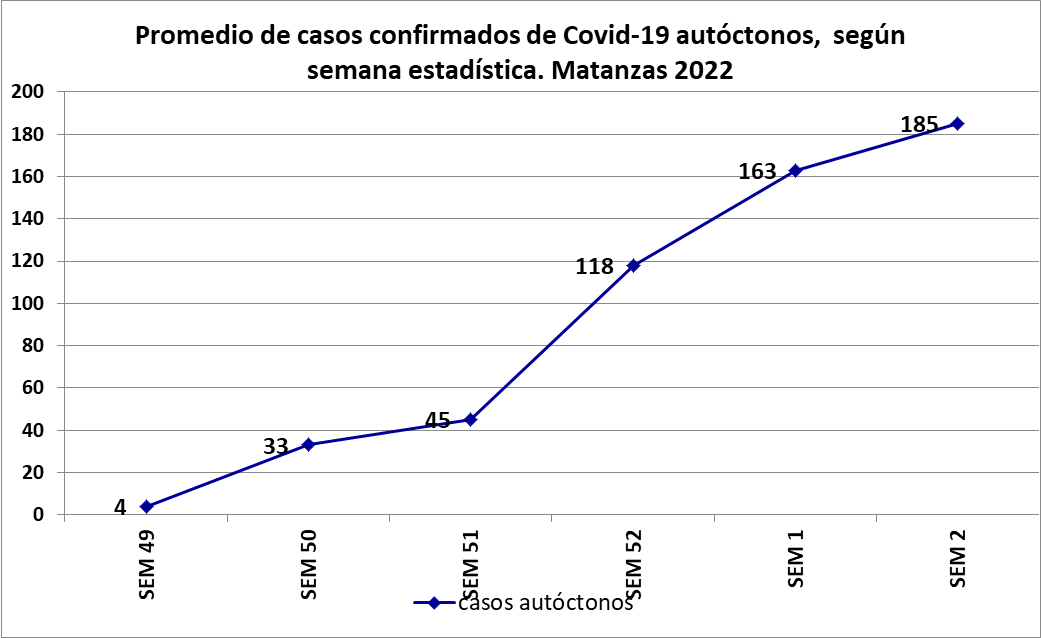 Promedio de casos confirmados de Covid-19 autóctonos,  según
semana estadística. Matanzas 2022
200
180
160
140
120
100
80
60
40
20
0
4
33
45
118
163
185
SEM 49
SEM 50
SEM 51
SEM 52
SEM 1
SEM 2
casos autóctonos